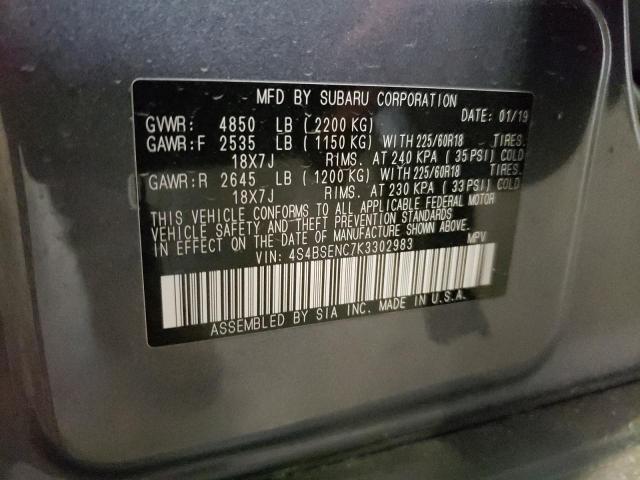 MFD BY SUBARU CORPORATION
DATE: 01/19
GVWR: 4850 LB ( 2200 KG)
GAWR:F 2535 LB ( 1150 KG) WITH 225/60R18 TIRES.
18X7J RIMS. AT 240 KPA ( 35 PSI) COLD
GAWR:R 2645 LB ( 1200 KG) WITH 225/60R18 TIRES.
18X7J RIMS. AT 230 KPA ( 33 PSI) COLD
THIS VEHICLE CONFORMS TO ALL APPLICABLE FEDERAL MOTOR
VEHICLE SAFETY AND THEFT PREVENTION STANDARDS
IN EFFECT ON THE DATE OF MANUFACTURE SHOWN ABOVE.
VIN: 4S4BSENC7K3302983 MPV
ASSEMBLED BY SIA INC. MADE IN U.S.A.